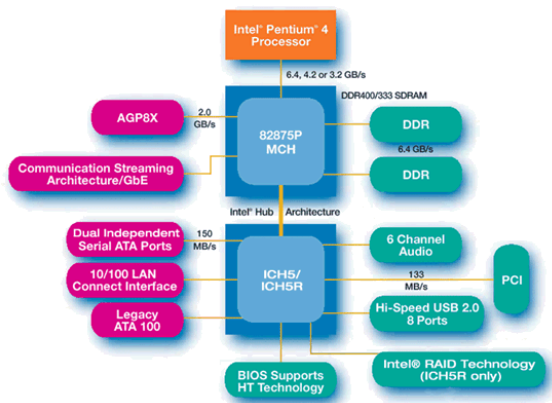 Intel® Pentium® 4
Processor
6.4, 4.2 or 3.2 GB/s
DDR400/333 SDRAM
AGP8X
2.0
GB/s
82875P
MCH
DDR
6.4 GB/s
DDR
Communication Streaming
Architecture/GbE
Intel® Hub Architecture
Dual Independent
Serial ATA Ports
150
MB/s
6 Channel
Audio
10/100 LAN
Connect Interface
ICH5/
ICH5R
133
MB/s
PCI
Legacy
ATA 100
Hi-Speed USB 2.0
8 Ports
BIOS Supports
HT Technology
Intel® RAID Technology
(ICH5R only)